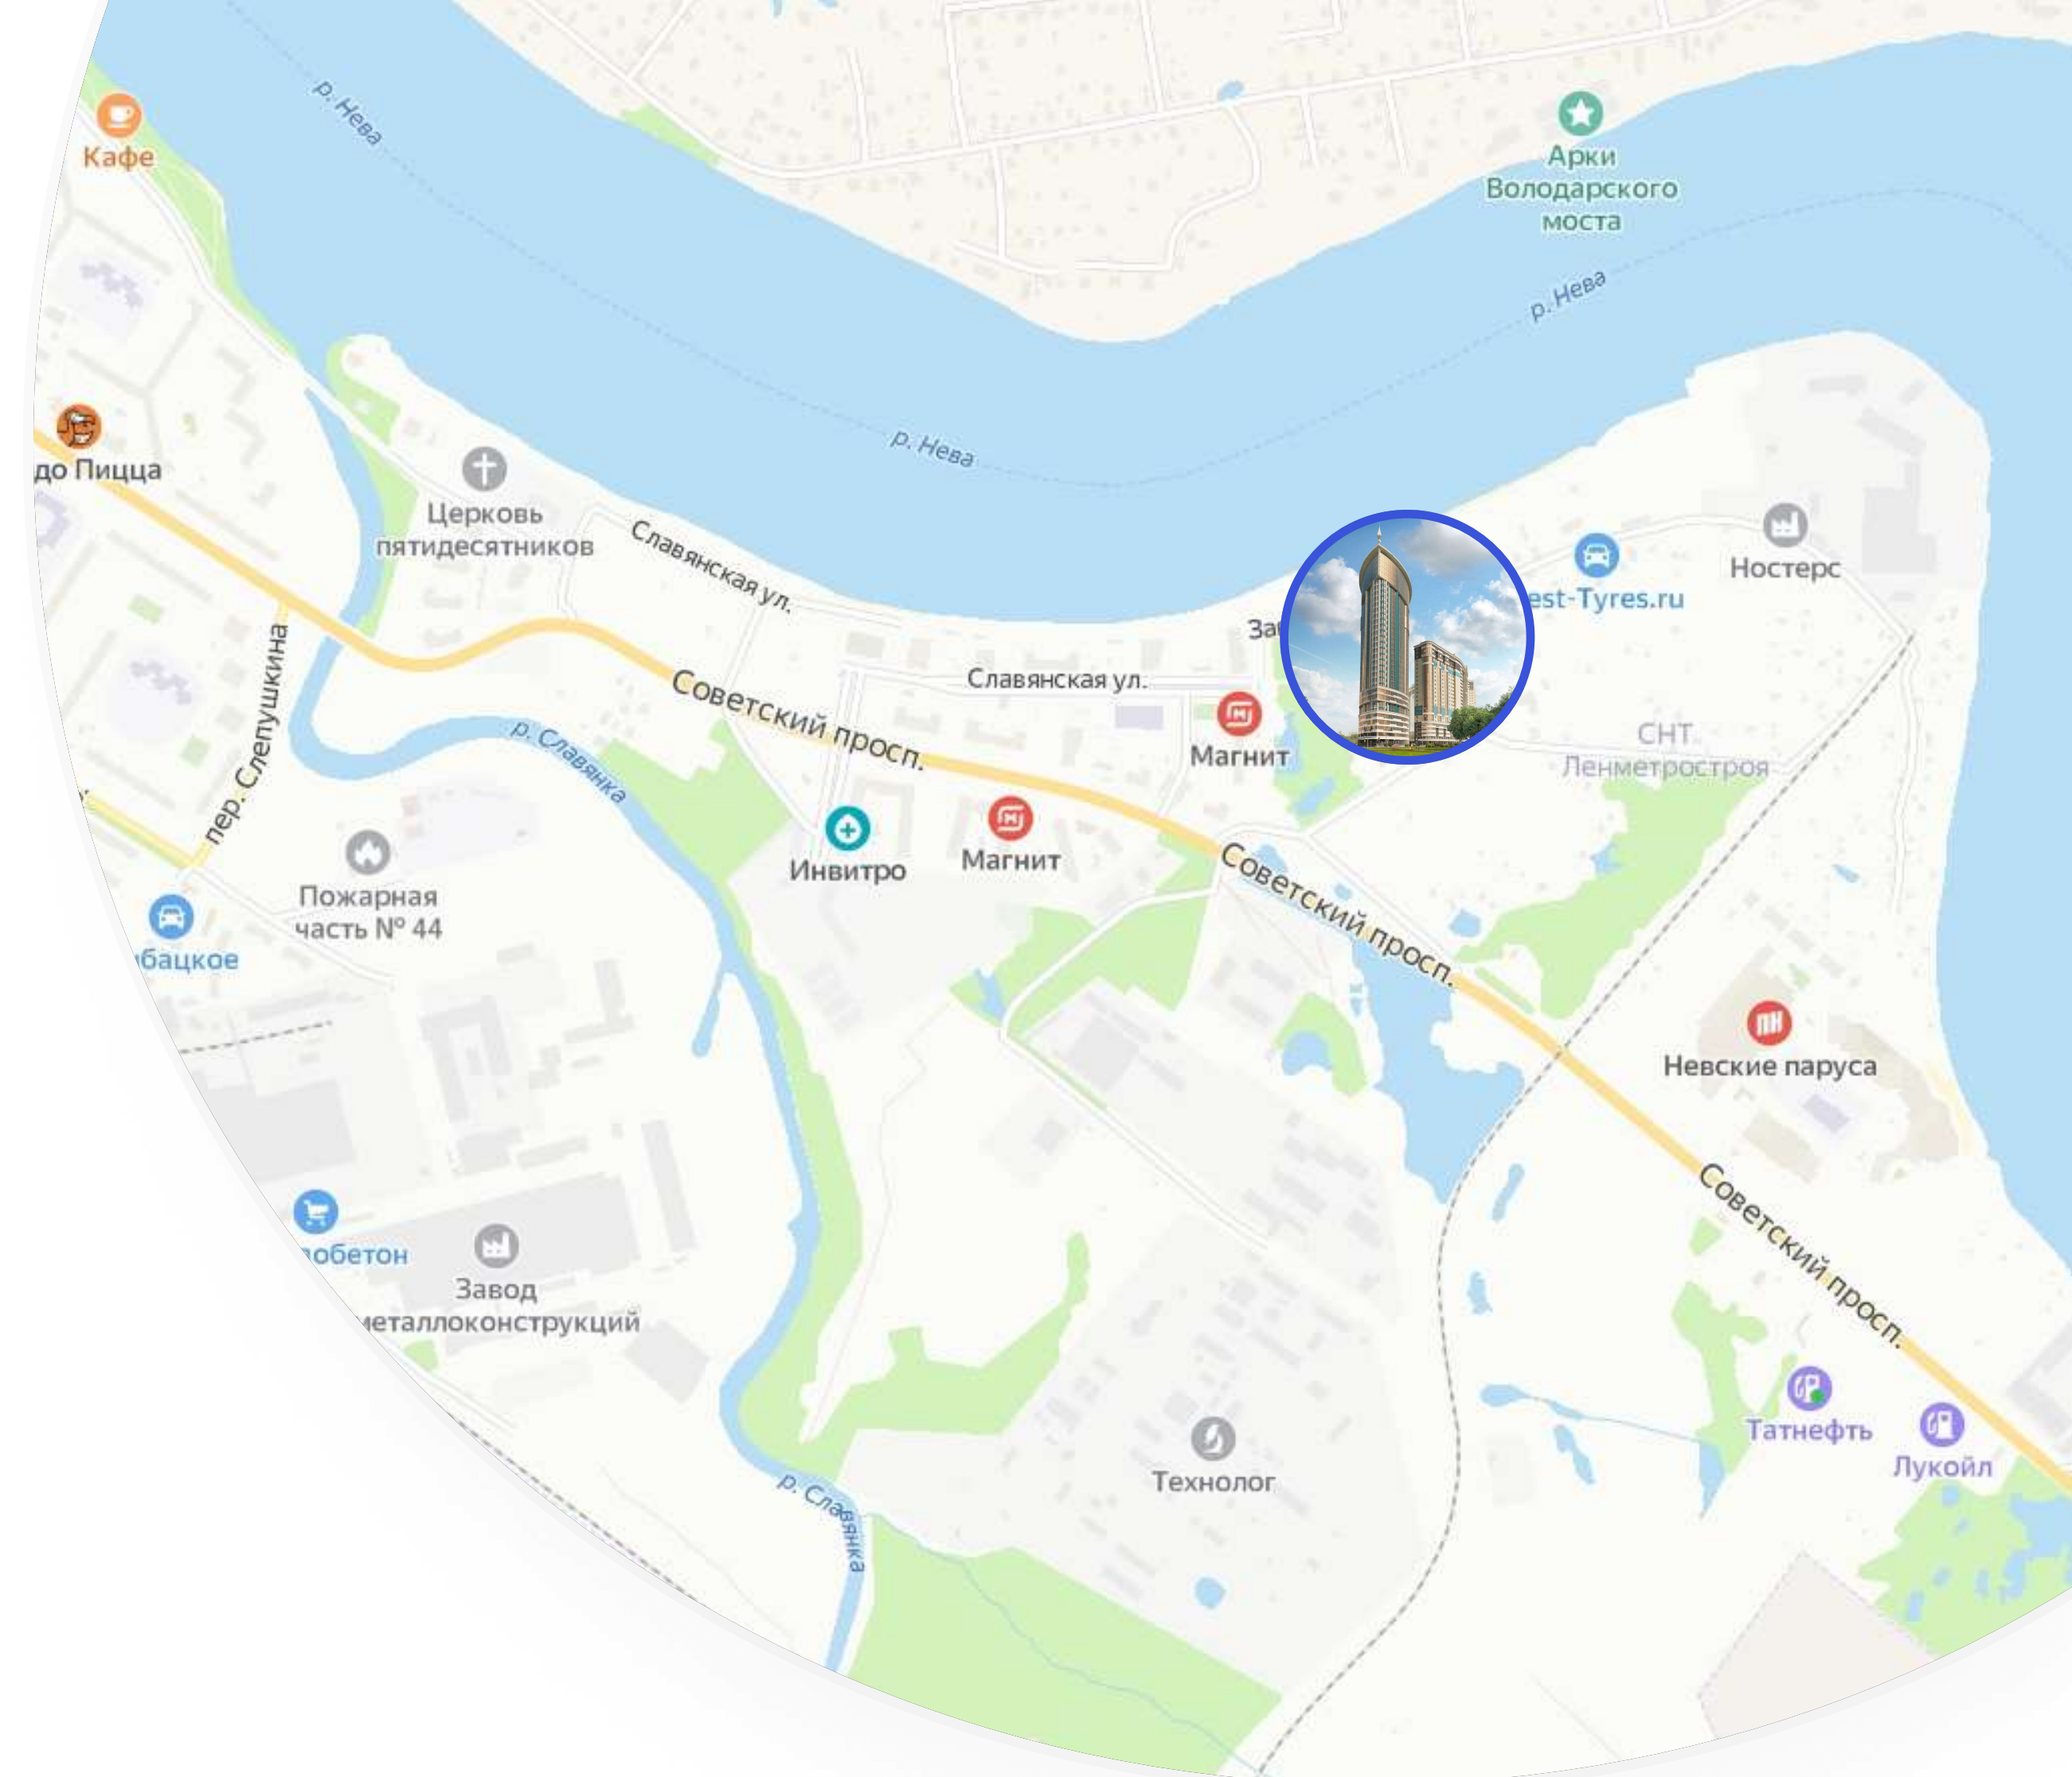 р. Нева
Кафе
Арки
Володарского
моста
р. Нева
р. Нева
до Пицца
Церковь
пятидесятников
Славянская ул.
Ностерс
est-Tyres.ru
За
Славянская ул.
Советский просп.
Магнит
СНТ
Ленметростроя
пер. Слепушкина
р. Славянка
Инвитро
Магнит
Советский просп.
Пожарная
часть № 44
бацкое
Невские паруса
Советский просп.
обетон
Завод
металлоконструкций
Татнефть
Лукойл
Технолог
р. Славянка